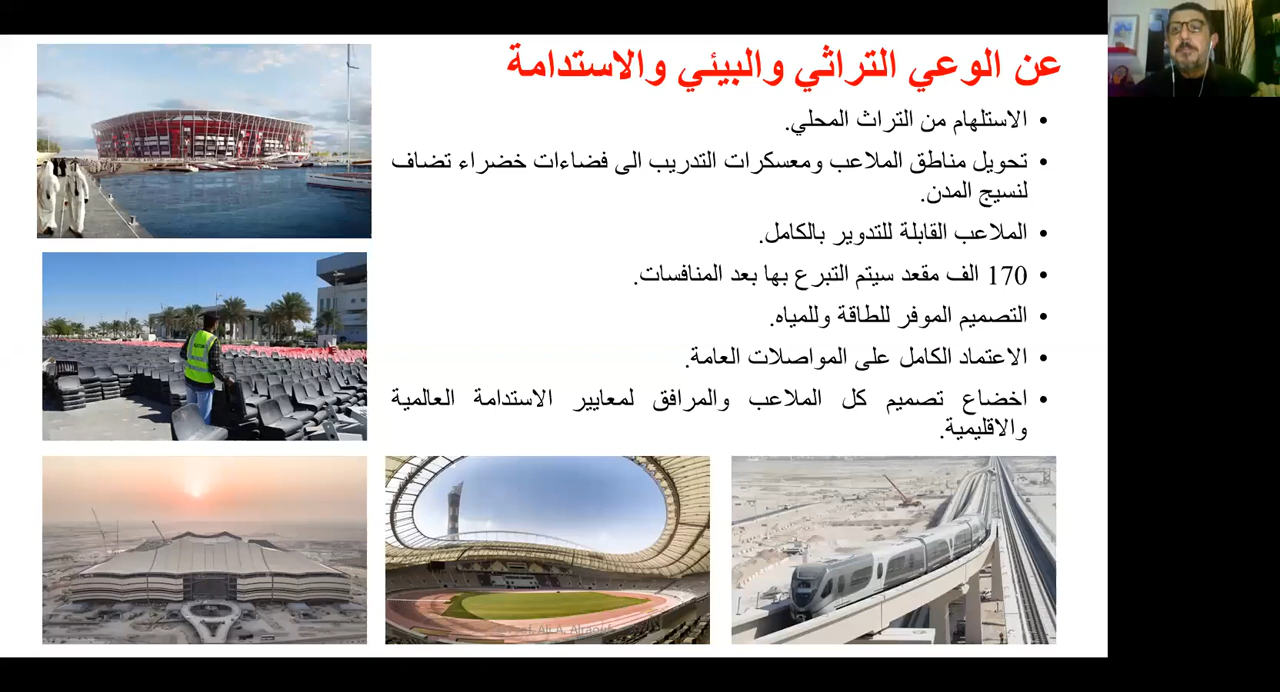 عن الوعي التراثي والبيئي والاستدامة
• الاستلهام من التراث المحلي.
• تحويل مناطق الملاعب ومعسكرات التدريب الى فضاءات خضراء تضاف
لنسيج المدن.
• الملاعب القابلة للتدوير بالكامل.
• 170 الف مقعد سيتم التبرع بها بعد المنافسات.
• التصميم الموفر للطاقة وللمياه.
• الاعتماد الكامل على المواصلات العامة.
• اخضاع تصميم كل الملاعب والمرافق لمعايير الاستدامة العالمية
والاقليمية.
Ali A. Alraouf